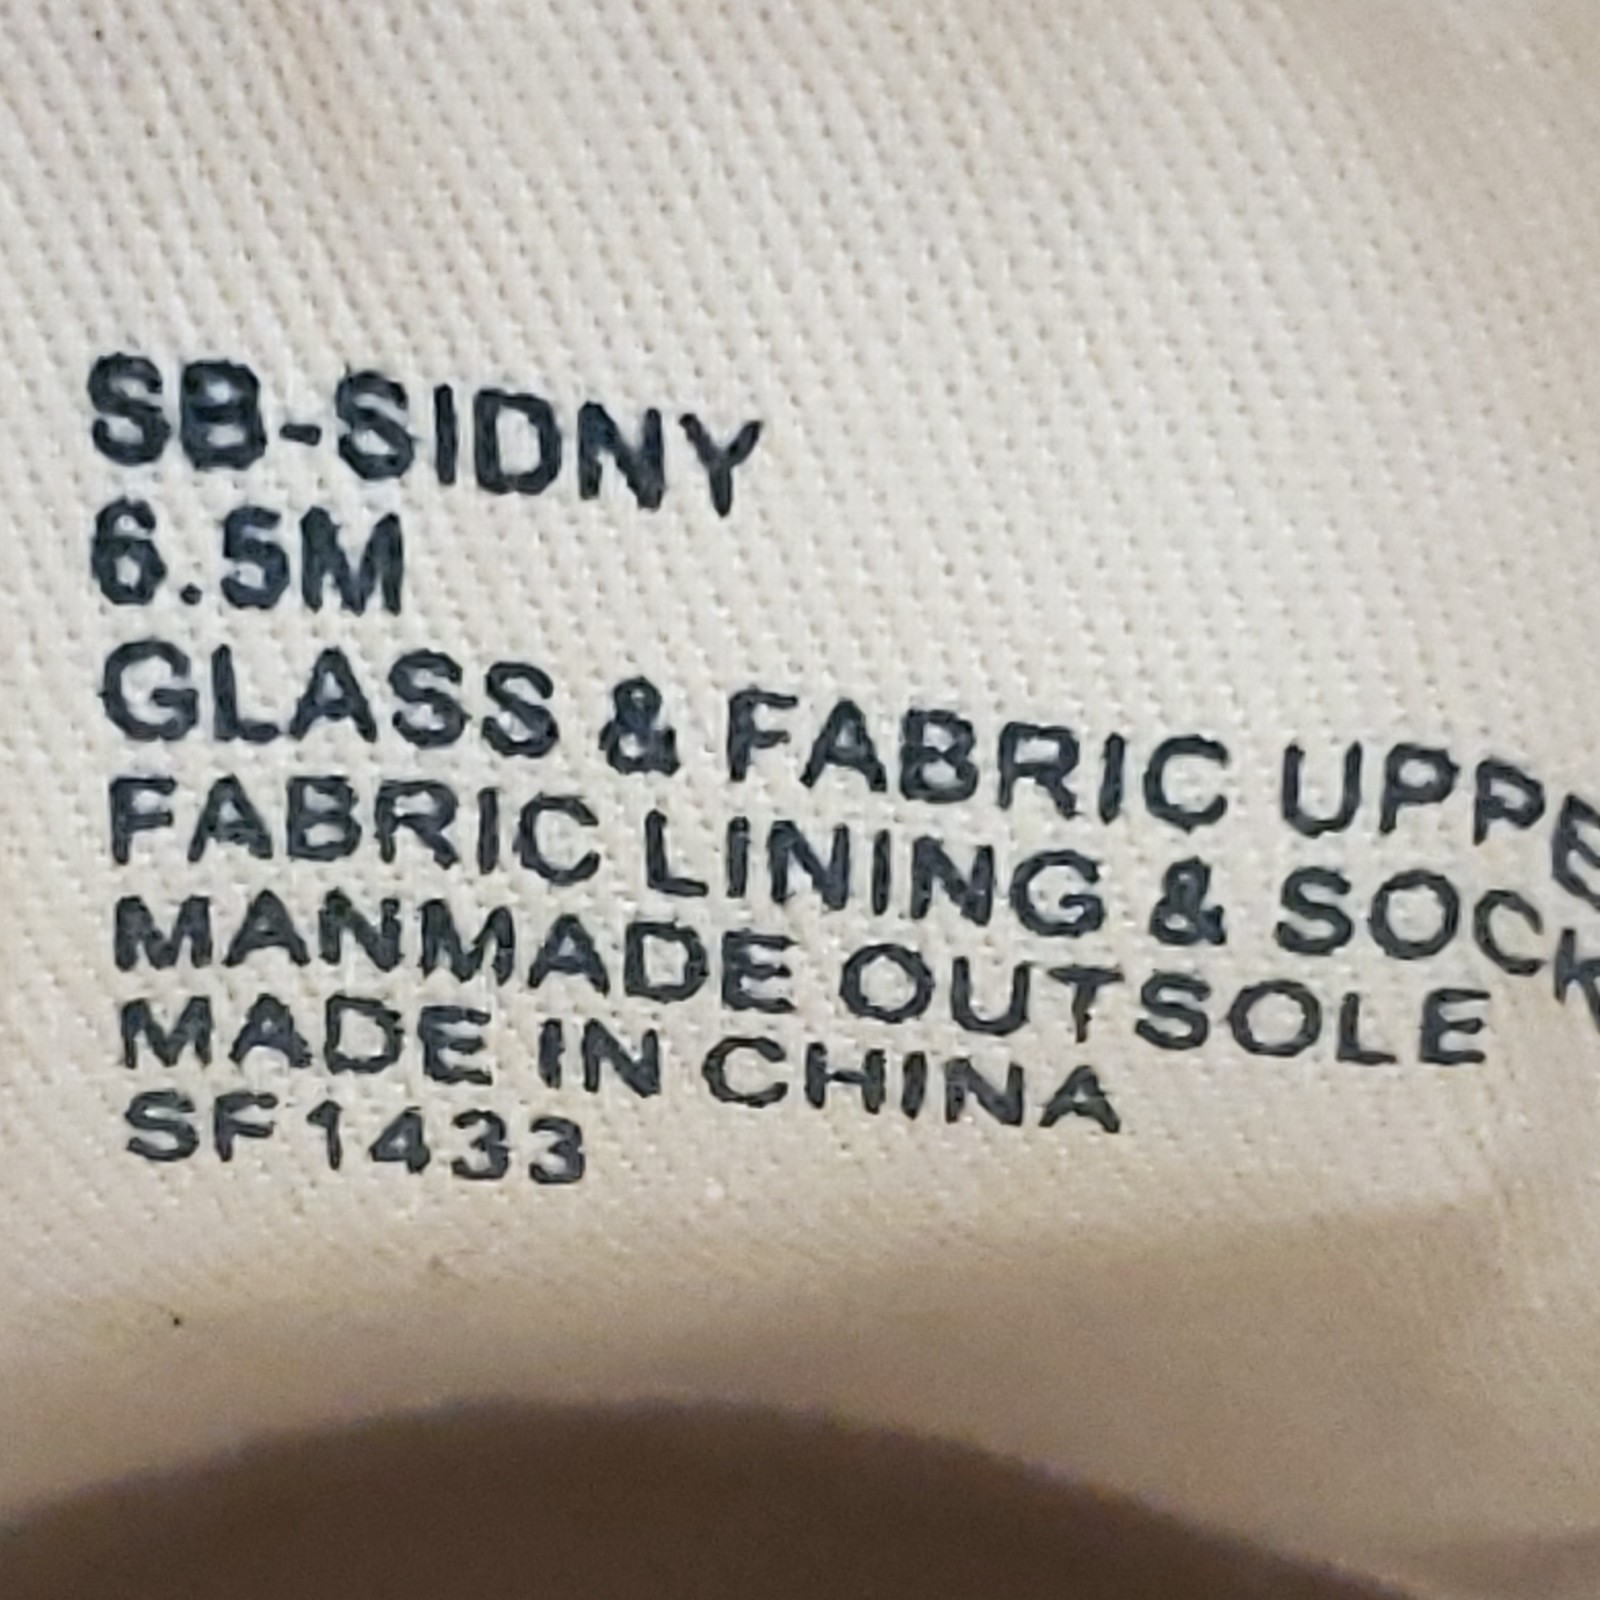 SB-SIDNY
6.5M
GLASS & FABRIC UPPE
FABRIC LINING & SOCK
MANMADE OUTSOLE
MADE IN CHINA
SF1433